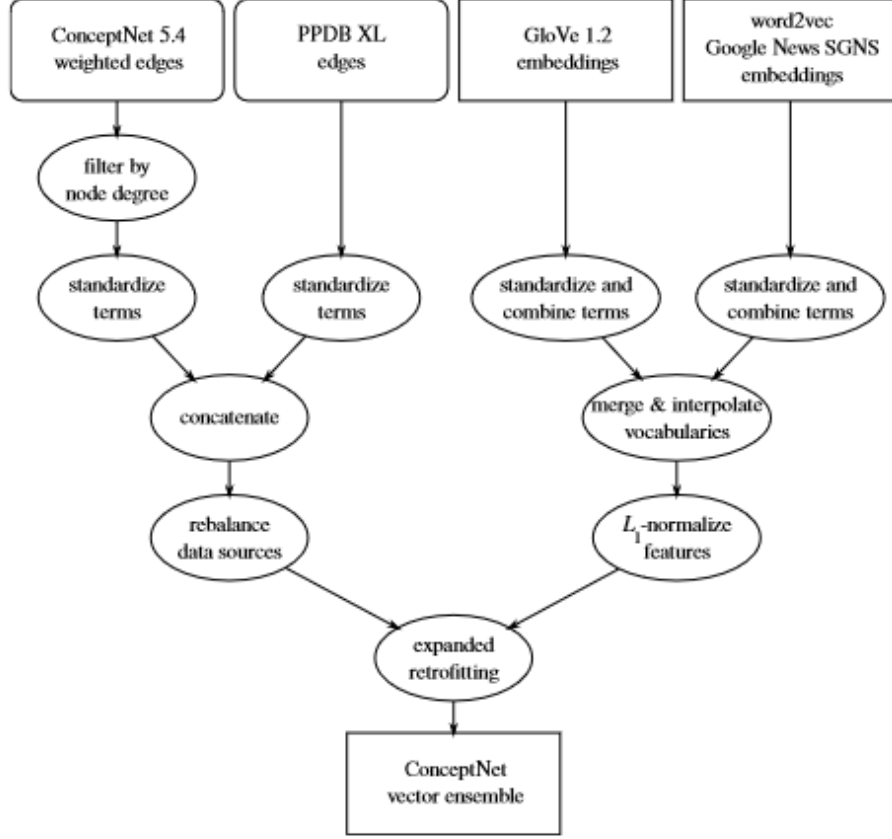 ConceptNet 5.4
weighted edges
PPDB XL
edges
GloVe 1.2
embeddings
word2vec
Google News SGNS
embeddings
filter by
node degree
standardize
terms
standardize
terms
standardize and
combine terms
standardize and
combine terms
concatenate
merge & interpolate
vocabularies
rebalance
data sources
L1-normalize
features
expanded
retrofitting
ConceptNet
vector ensemble